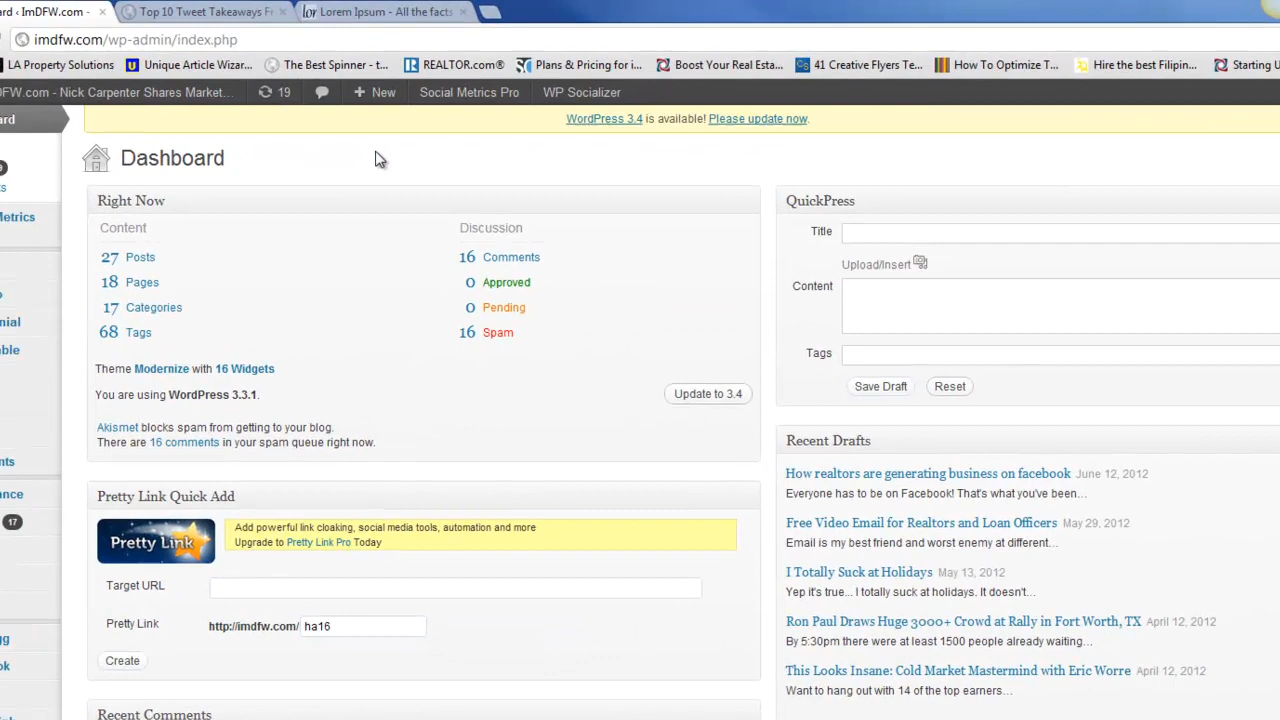 ard ‹ ImDFW.com -
Top 10 Tweet Takeaways Fr
Lorem Ipsum - All the facts
imdfw.com/wp-admin/index.php
LA Property Solutions
Unique Article Wizar...
The Best Spinner - t...
REALTOR.com®
Plans & Pricing for i...
Boost Your Real Esta...
41 Creative Flyers Te...
How To Optimize T...
Hire the best Filipin...
Starting U
DFW.com - Nick Carpenter Shares Market...
19
+ New
Social Metrics Pro
WP Socializer
WordPress 3.4 is available! Please update now.
ard
Metrics
nial
able
nts
ance
17
gg
ok
Dashboard
Right Now
Content
27 Posts
18 Pages
17 Categories
68 Tags
Discussion
16 Comments
0 Approved
0 Pending
16 Spam
Theme Modernize with 16 Widgets
You are using WordPress 3.3.1.
Update to 3.4
Akismet blocks spam from getting to your blog.
There are 16 comments in your spam queue right now.
Pretty Link Quick Add
Pretty Link
Add powerful link cloaking, social media tools, automation and more
Upgrade to Pretty Link Pro Today
Target URL
Pretty Link
http://imdfw.com/ ha16
Create
Recent Comments
QuickPress
Title
Upload/Insert
Content
Tags
Save Draft
Reset
Recent Drafts
How realtors are generating business on facebook June 12, 2012
Everyone has to be on Facebook! That's what you've been...
Free Video Email for Realtors and Loan Officers May 29, 2012
Email is my best friend and worst enemy at different...
I Totally Suck at Holidays May 13, 2012
Yep it's true... I totally suck at holidays. It doesn't...
Ron Paul Draws Huge 3000+ Crowd at Rally in Fort Worth, TX April 12, 2012
By 5:30pm there were at least 1500 people already waiting...
This Looks Insane: Cold Market Mastermind with Eric Worre April 12, 2012
Want to hang out with 14 of the top earners...